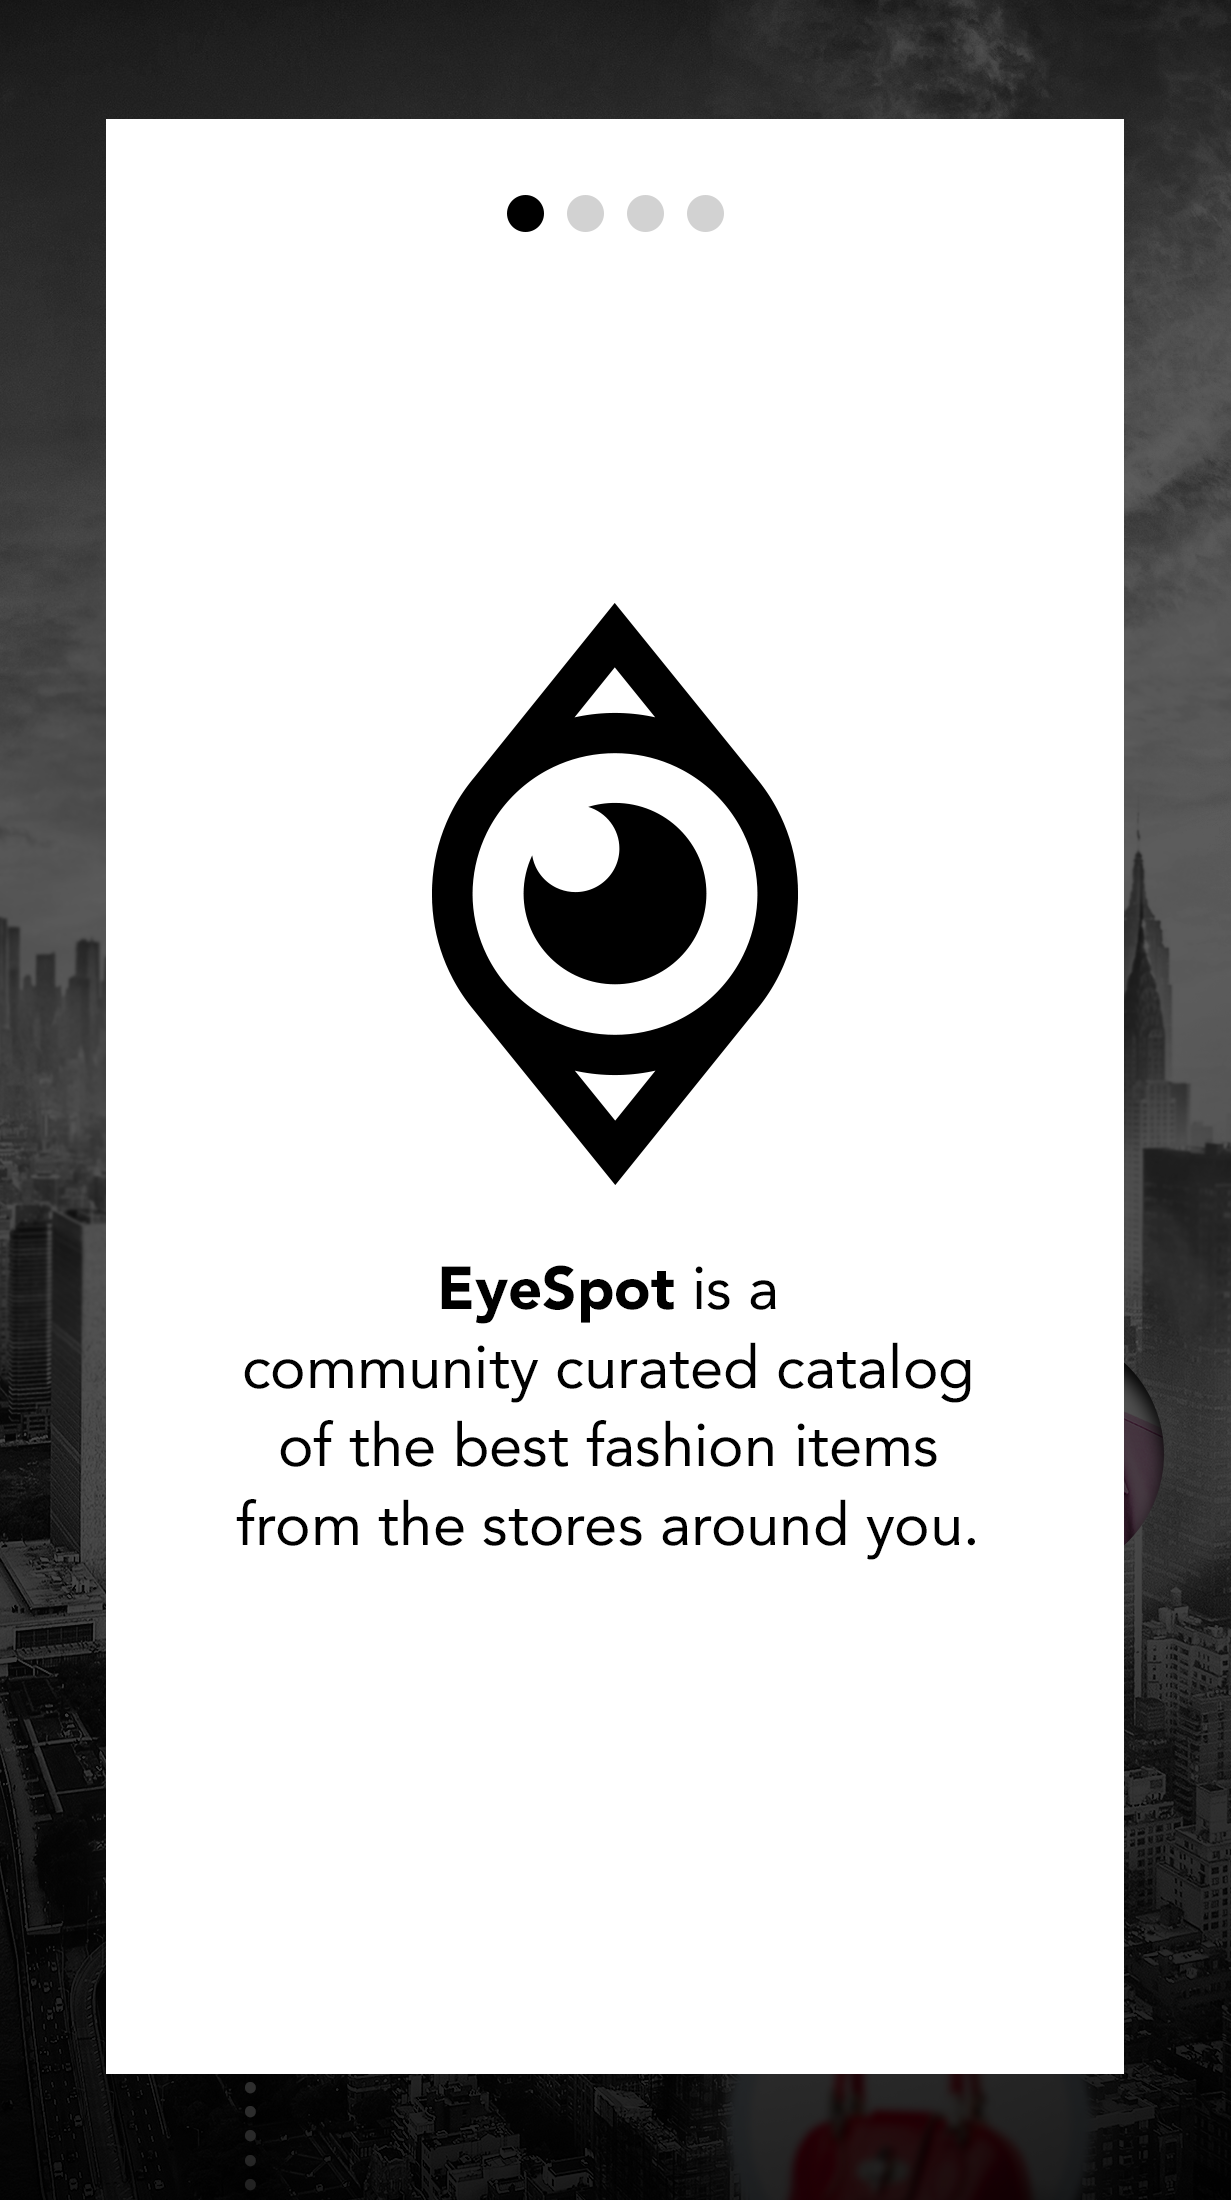 EyeSpot is a
community curated catalog
of the best fashion items
from the stores around you.